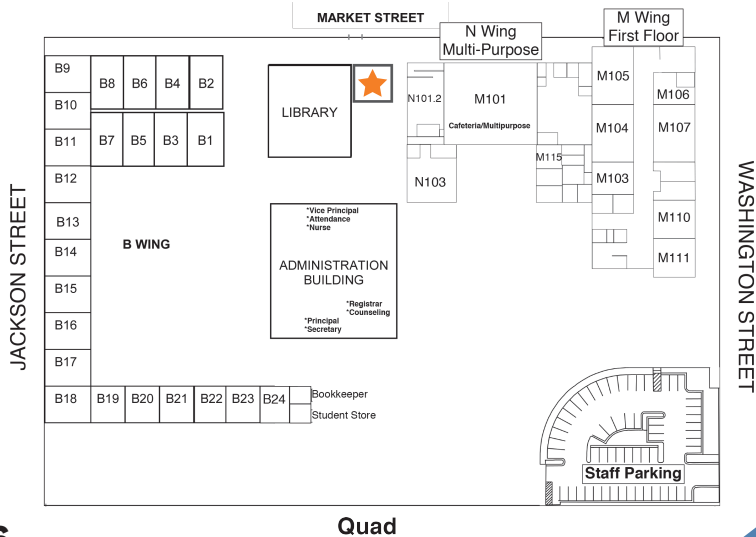 MARKET STREET
N Wing
Multi-Purpose
M Wing
First Floor
B9
B8
B6
B4
B2
B10
B11
B7
B5
B3
B1
B12
B13
B14
B15
B16
B17
B18
B19
B20
B21
B22
B23
B24
Bookkeeper
Student Store
B WING
LIBRARY
*Vice Principal
*Attendance
*Nurse
ADMINISTRATION
BUILDING
*Registrar
*Counseling
*Principal
*Secretary
N101.2
M101
Cafeteria/Multipurpose
N103
M115
M105
M106
M104
M107
M103
M110
M111
JACKSON STREET
WASHINGTON STREET
Staff Parking
Quad